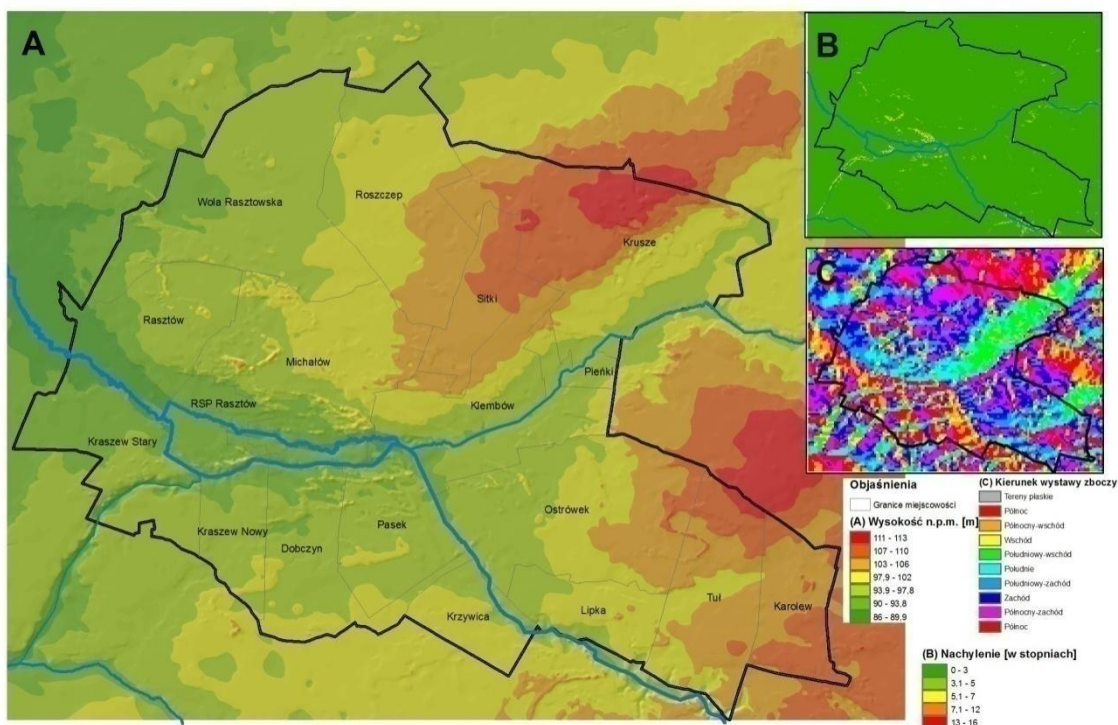 A
B
Wola Rasztowska
Roszczep
Krusze
C
Rasztów
Sitki
Michałów
Pieńki
RSP Rasztów
Klembów
Kraszew Stary
Ostrówek
Kraszew Nowy
Pasek
Dobczyn
Tuł
Karolew
Krzywica
Lipka
Objaśnienia
Granice miejscowości
(A) Wysokość n.p.m. [m]
111 - 113
107 - 110
103 - 106
97,9 - 102
93,9 - 97,8
90 - 93,8
86 - 89,9
(C) Kierunek wystawy zboczy
Tereny płaskie
Północ
Północny-wschód
Wschód
Południowy-wschód
Południe
Południowy-zachód
Zachód
Północny-zachód
Północ
(B) Nachylenie [w stopniach]
0 - 3
3,1 - 5
5,1 - 7
7,1 - 12
13 - 16